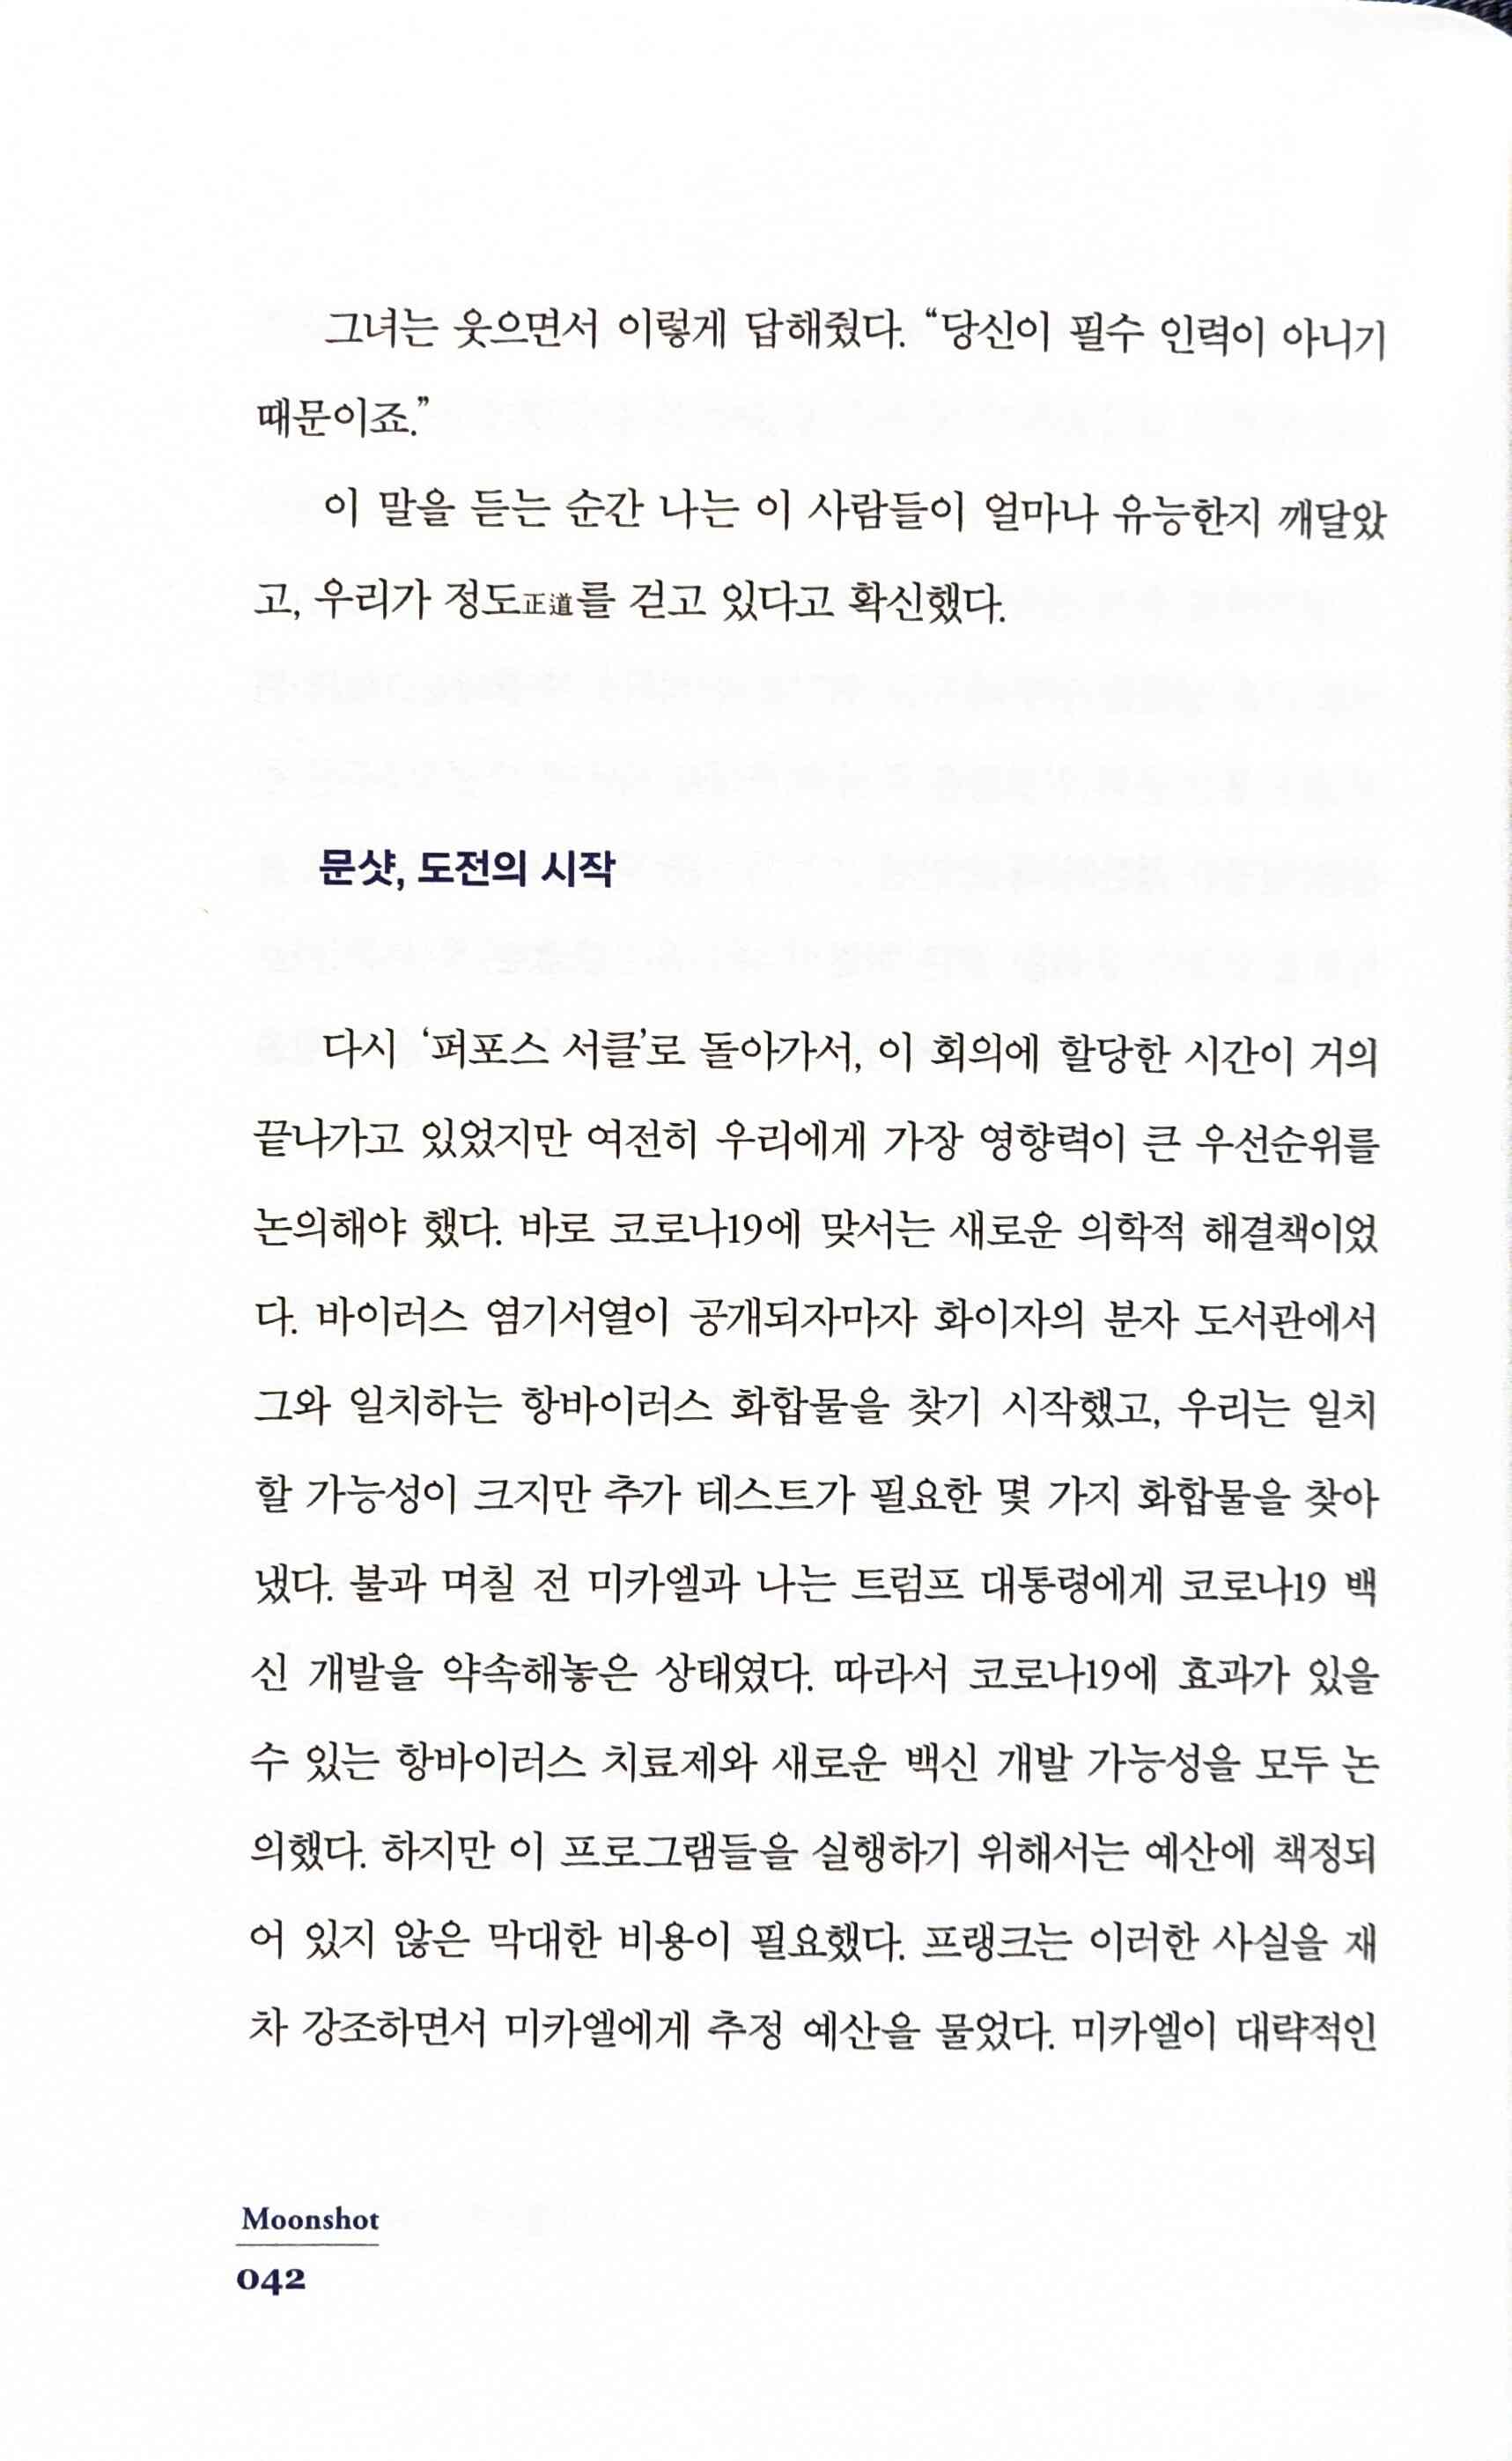 그녀는 웃으면서 이렇게 답해줬다. “당신이 필수 인력이 아니기
때문이죠.”
이 말을 듣는 순간 나는 이 사람들이 얼마나 유능한지 깨달았
고, 우리가 정도正道를 걷고 있다고 확신했다.
문샷, 도전의 시작
다시 ‘퍼포스 서클’로 돌아가서, 이 회의에 할당한 시간이 거의
끝나가고 있었지만 여전히 우리에게 가장 영향력이 큰 우선순위를
논의해야 했다. 바로 코로나19에 맞서는 새로운 의학적 해결책이었
다. 바이러스 염기서열이 공개되자마자 화이자의 분자 도서관에서
그와 일치하는 항바이러스 화합물을 찾기 시작했고, 우리는 일치
할 가능성이 크지만 추가 테스트가 필요한 몇 가지 화합물을 찾아
냈다. 불과 며칠 전 미카엘과 나는 트럼프 대통령에게 코로나19 백
신 개발을 약속해놓은 상태였다. 따라서 코로나19에 효과가 있을
수 있는 항바이러스 치료제와 새로운 백신 개발 가능성을 모두 논
의했다. 하지만 이 프로그램들을 실행하기 위해서는 예산에 책정되
어 있지 않은 막대한 비용이 필요했다. 프랭크는 이러한 사실을 재
차 강조하면서 미카엘에게 추정 예산을 물었다. 미카엘이 대략적인
Moonshot
042